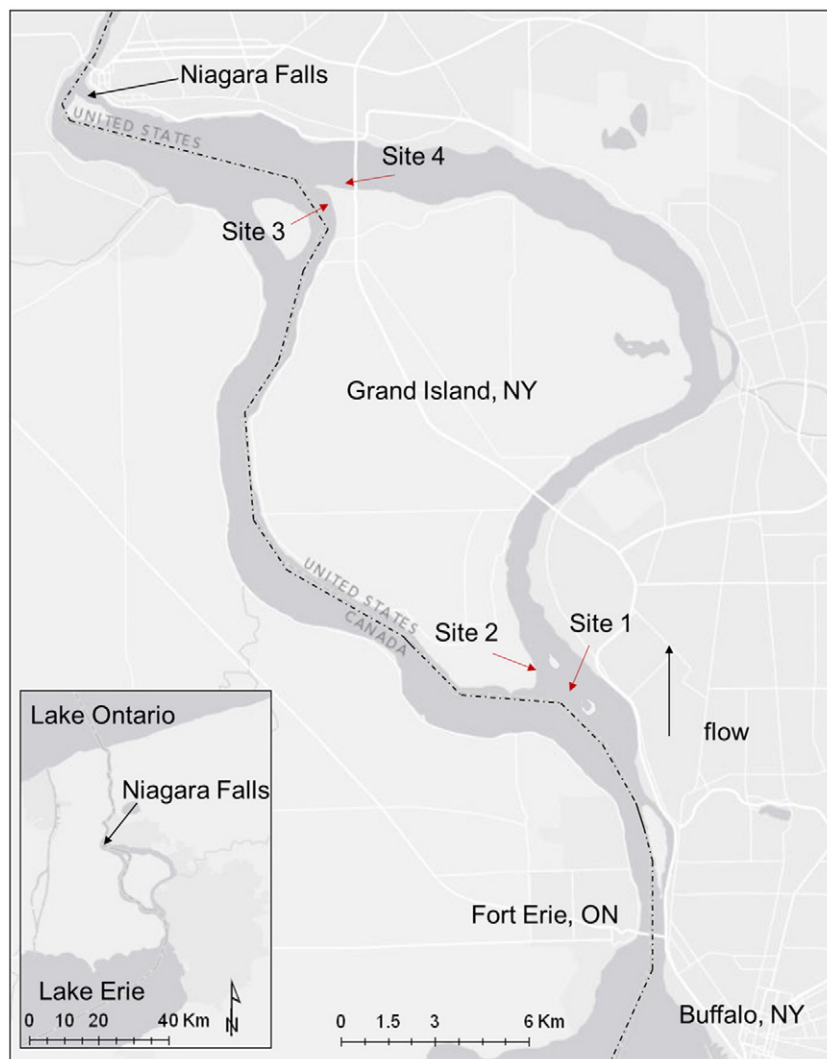 Niagara Falls
UNITED STATES
Site 4
Site 3
Grand Island, NY
UNITED STATES
CANADA
Site 2
Site 1
flow
Lake Ontario
Niagara Falls
Fort Erie, ON
Lake Erie
N
0 10 20 40 Km
0 1.5 3 6 Km
Buffalo, NY